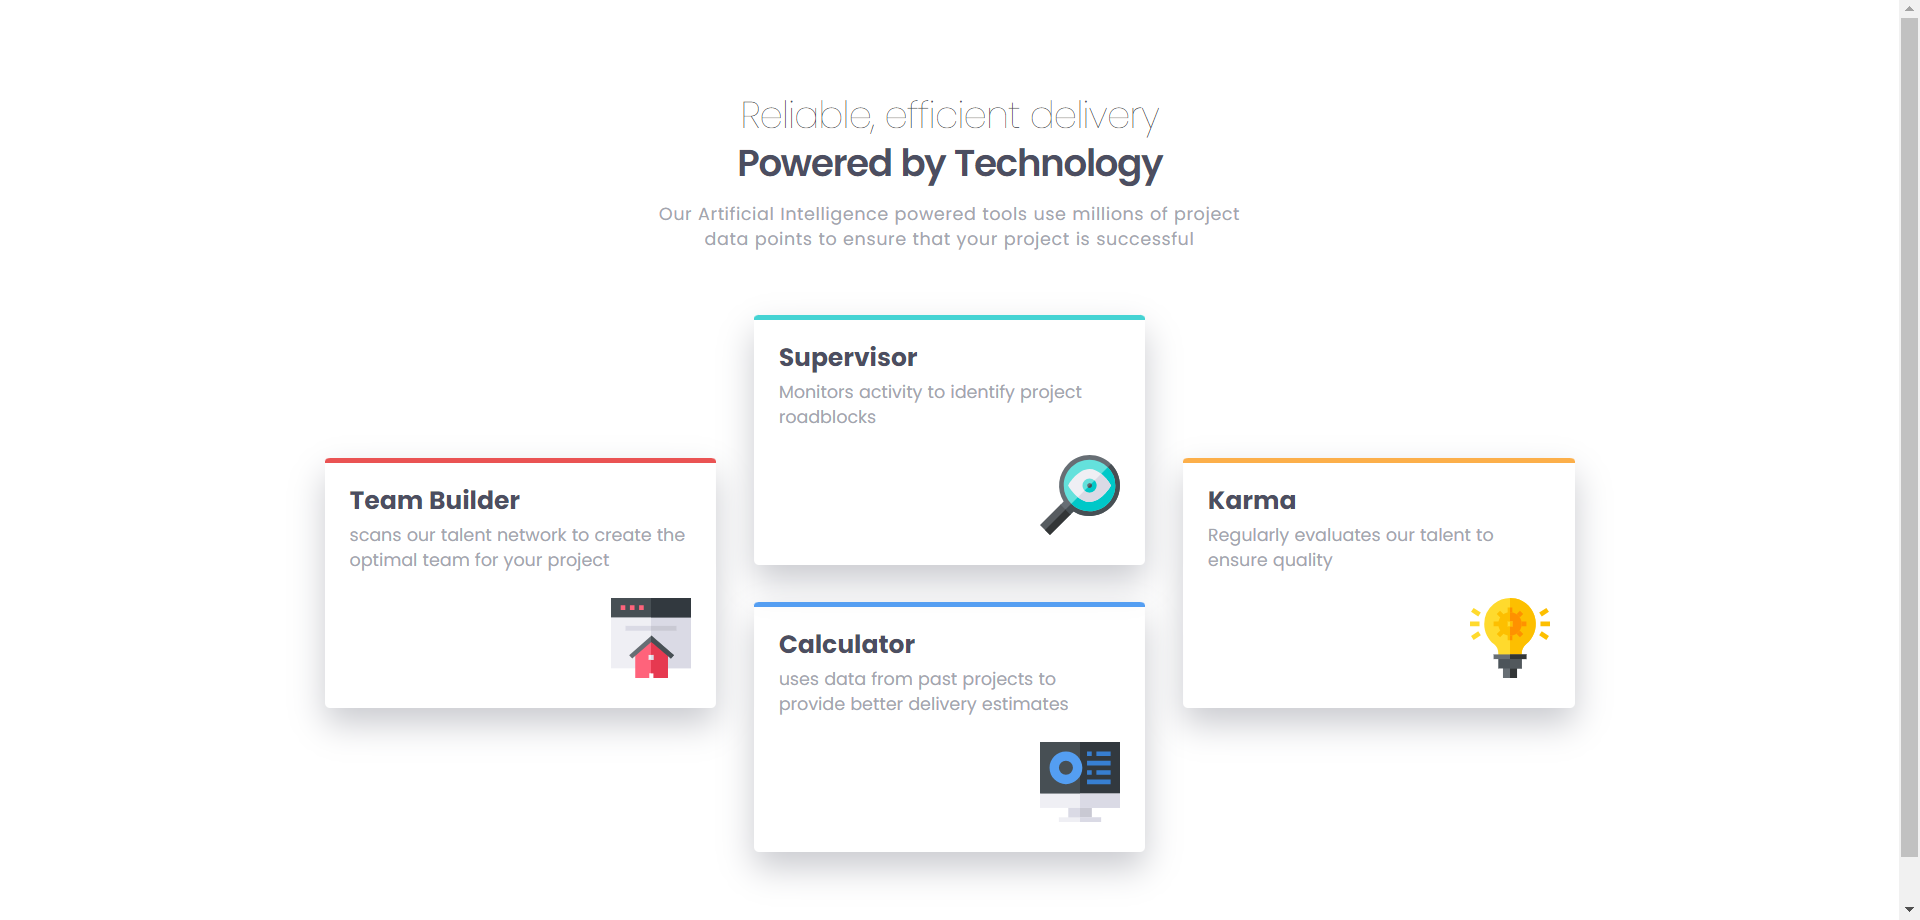 Reliable, efficient delivery
Powered by Technology
Our Artificial Intelligence powered tools use millions of project
data points to ensure that your project is successful
Supervisor
Monitors activity to identify project
roadblocks
Team Builder
scans our talent network to create the
optimal team for your project
Karma
Regularly evaluates our talent to
ensure quality
Calculator
uses data from past projects to
provide better delivery estimates